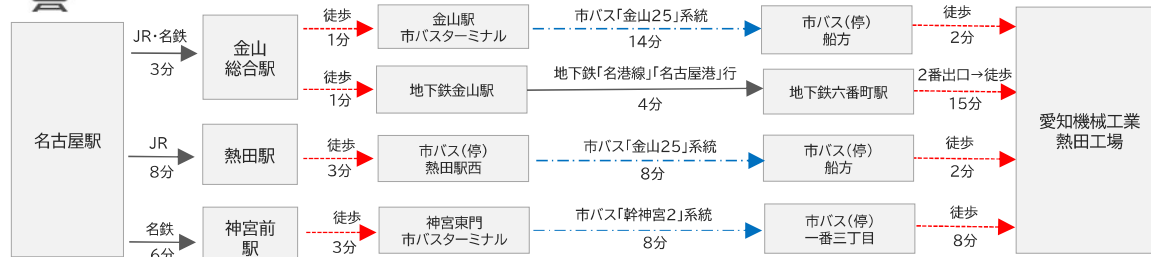 名古屋駅
JR・名鉄
3分
金山
総合駅
徒歩
1分
金山駅
市バスターミナル
市バス「金山25」系統
14分
市バス(停)
船方
徒歩
2分
徒歩
1分
地下鉄金山駅
地下鉄「名港線」「名古屋港」行
4分
地下鉄六番町駅
2番出口→徒歩
15分
JR
8分
熱田駅
徒歩
3分
市バス(停)
熱田駅西
市バス「金山25」系統
8分
市バス(停)
船方
徒歩
2分
名鉄
6分
神宮前
駅
徒歩
3分
神宮東門
市バスターミナル
市バス「幹神宮2」系統
8分
市バス(停)
一番三丁目
徒歩
8分
愛知機械工業
熱田工場